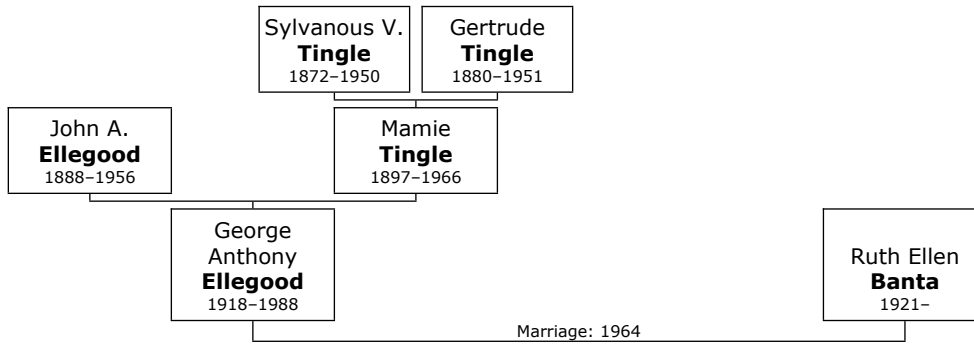 Sylvanous V.
Tingle
1872–1950
Gertrude
Tingle
1880–1951
John A.
Ellegood
1888–1956
Mamie
Tingle
1897–1966
George
Anthony
Ellegood
1918–1988
Ruth Ellen
Banta
1921–
Marriage: 1964